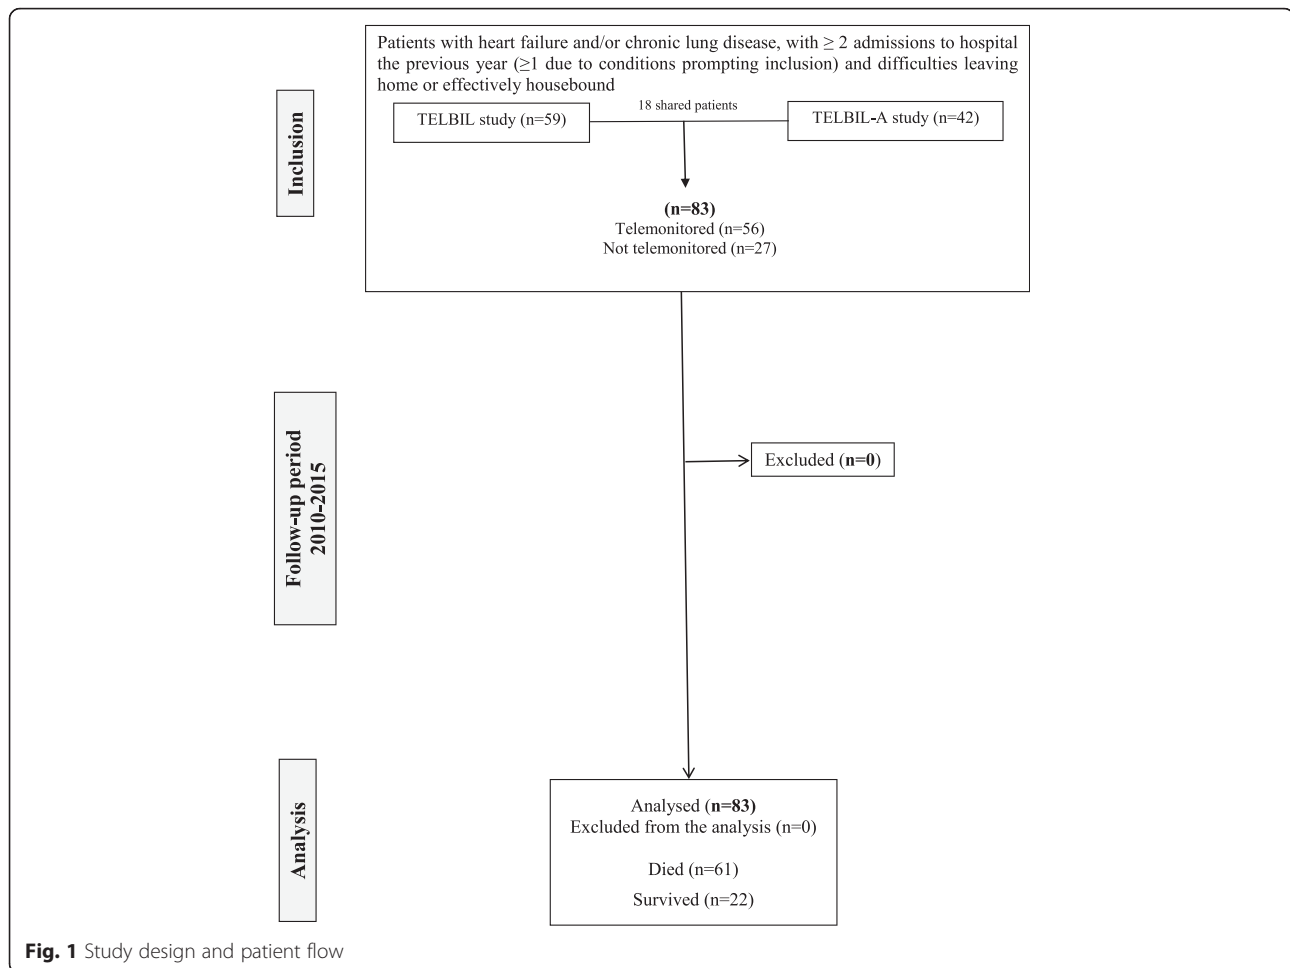 Patients with heart failure and/or chronic lung disease, with ≥ 2 admissions to hospital
the previous year (≥1 due to conditions prompting inclusion) and difficulties leaving
home or effectively housebound
18 shared patients
TELBIL study (n=59)
TELBIL-A study (n=42)
Inclusion
(n=83)
Telemonitored (n=56)
Not telemonitored (n=27)
Follow-up period
2010-2015
Excluded (n=0)
Analysis
Analysed (n=83)
Excluded from the analysis (n=0)
Died (n=61)
Survived (n=22)
Fig. 1 Study design and patient flow